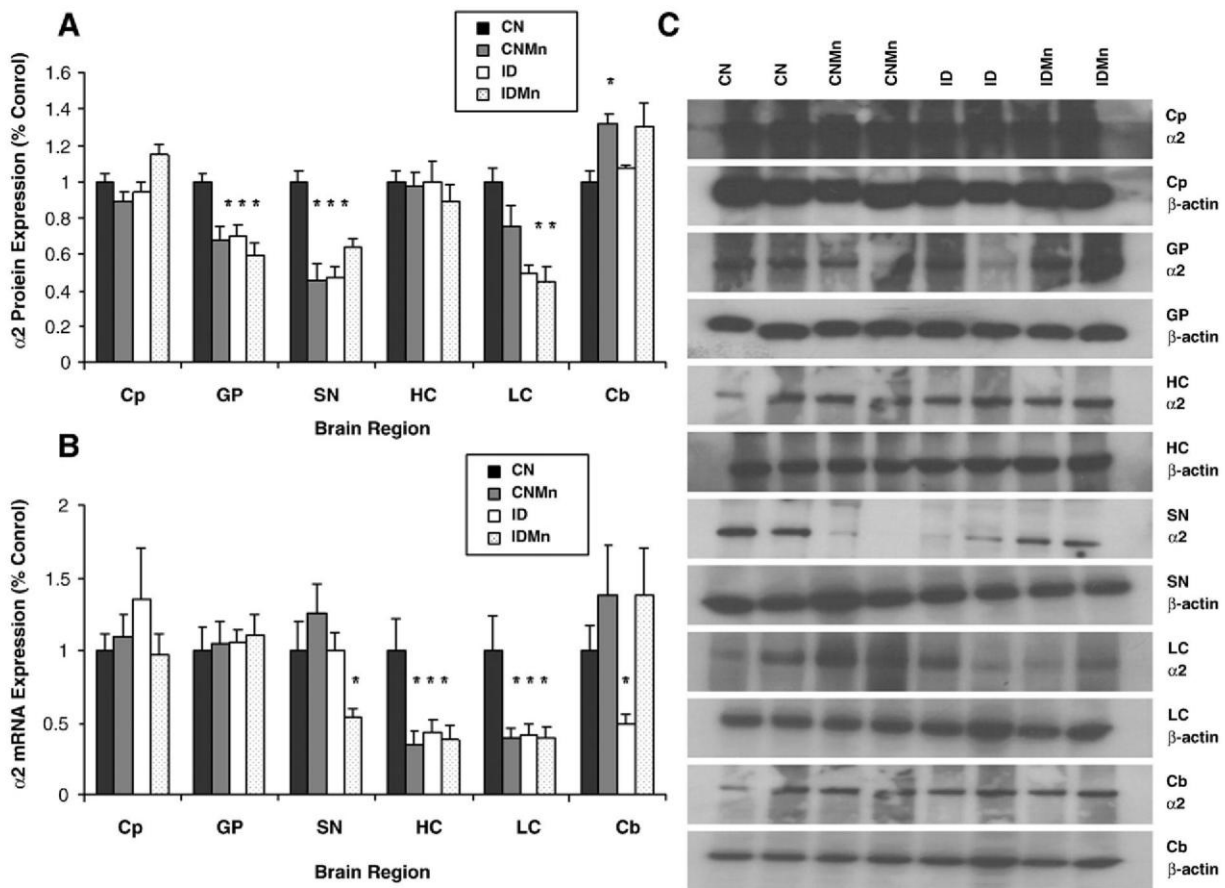 A
CN
CNMn
ID
IDMn
α2 Proiein Expression (% Conrol)
1.6
1.4
1.2
1
0.8
0.6
0.4
0.2
0
*
* * *
* * *
* *
Cp GP SN HC LC Cb
Brain Region
B
CN
CNMn
ID
IDMn
α2 mRNA Expression (% Conirol)
2
1.5
1
0.5
0
*
* * *
* * *
*
Cp GP SN HC LC Cb
Brain Region
C
CN CN CNMn CNMn ID ID IDMn IDMn
Cp
α2
Cp
β-actin
GP
α2
GP
β-actin
HC
α2
HC
β-actin
SN
α2
SN
β-actin
LC
α2
LC
β-actin
Cb
α2
Cb
β-actin